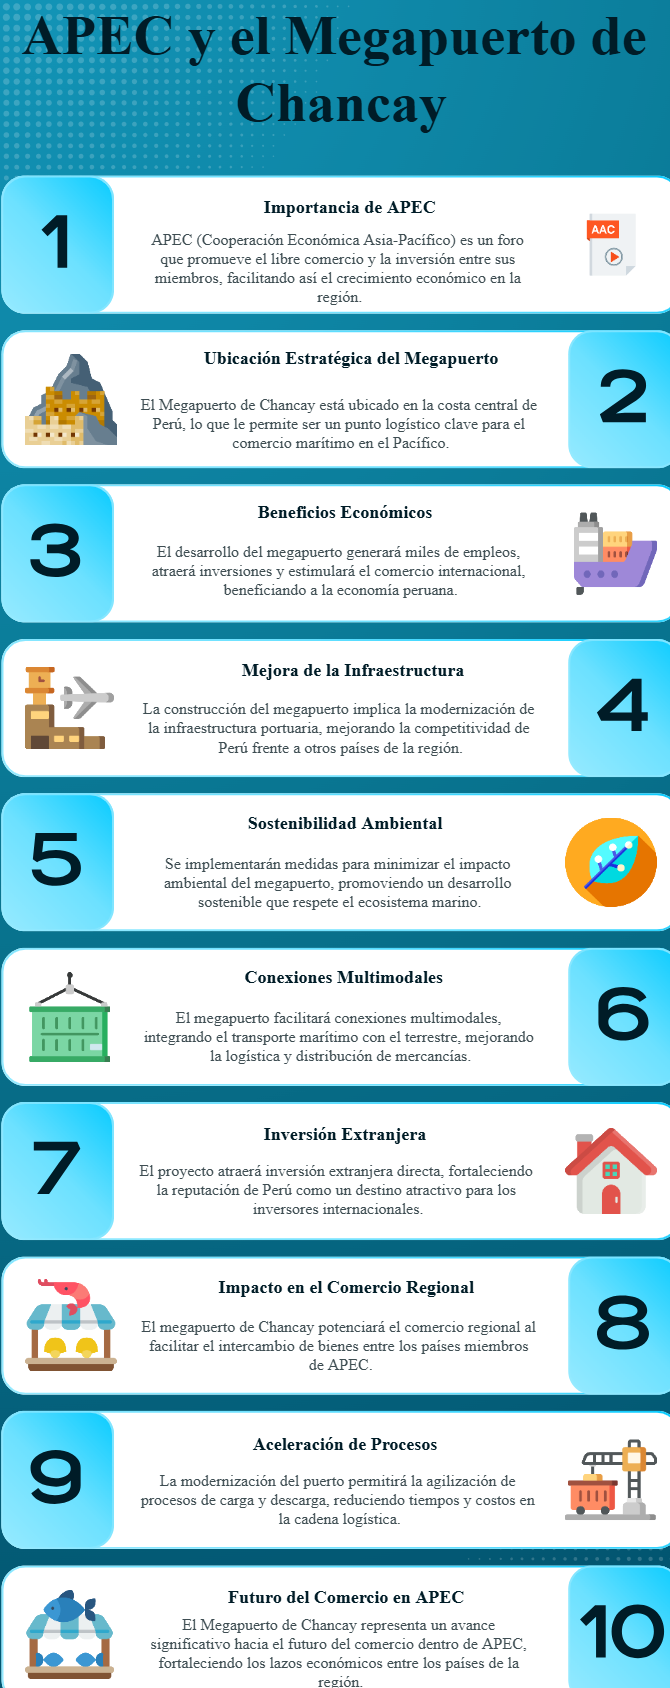 APEC y el Megapuerto de
Chancay
1
Importancia de APEC
APEC (Cooperación Económica Asia-Pacífico) es un foro
que promueve el libre comercio y la inversión entre sus
miembros, facilitando así el crecimiento económico en la
región.
AAC
Ubicación Estratégica del Megapuerto
El Megapuerto de Chancay está ubicado en la costa central de
Perú, lo que le permite ser un punto logístico clave para el
comercio marítimo en el Pacífico.
2
3
Beneficios Económicos
El desarrollo del megapuerto generará miles de empleos,
atraerá inversiones y estimulará el comercio internacional,
beneficiando a la economía peruana.
Mejora de la Infraestructura
La construcción del megapuerto implica la modernización de
la infraestructura portuaria, mejorando la competitividad de
Perú frente a otros países de la región.
4
5
Sostenibilidad Ambiental
Se implementarán medidas para minimizar el impacto
ambiental del megapuerto, promoviendo un desarrollo
sostenible que respete el ecosistema marino.
Conexiones Multimodales
El megapuerto facilitará conexiones multimodales,
integrando el transporte marítimo con el terrestre, mejorando
la logística y distribución de mercancías.
6
7
Inversión Extranjera
El proyecto atraerá inversión extranjera directa, fortaleciendo
la reputación de Perú como un destino atractivo para los
inversores internacionales.
Impacto en el Comercio Regional
El megapuerto de Chancay potenciará el comercio regional al
facilitar el intercambio de bienes entre los países miembros
de APEC.
8
9
Aceleración de Procesos
La modernización del puerto permitirá la agilización de
procesos de carga y descarga, reduciendo tiempos y costos en
la cadena logística.
Futuro del Comercio en APEC
El Megapuerto de Chancay representa un avance
significativo hacia el futuro del comercio dentro de APEC,
fortaleciendo los lazos económicos entre los países de la
región.
10